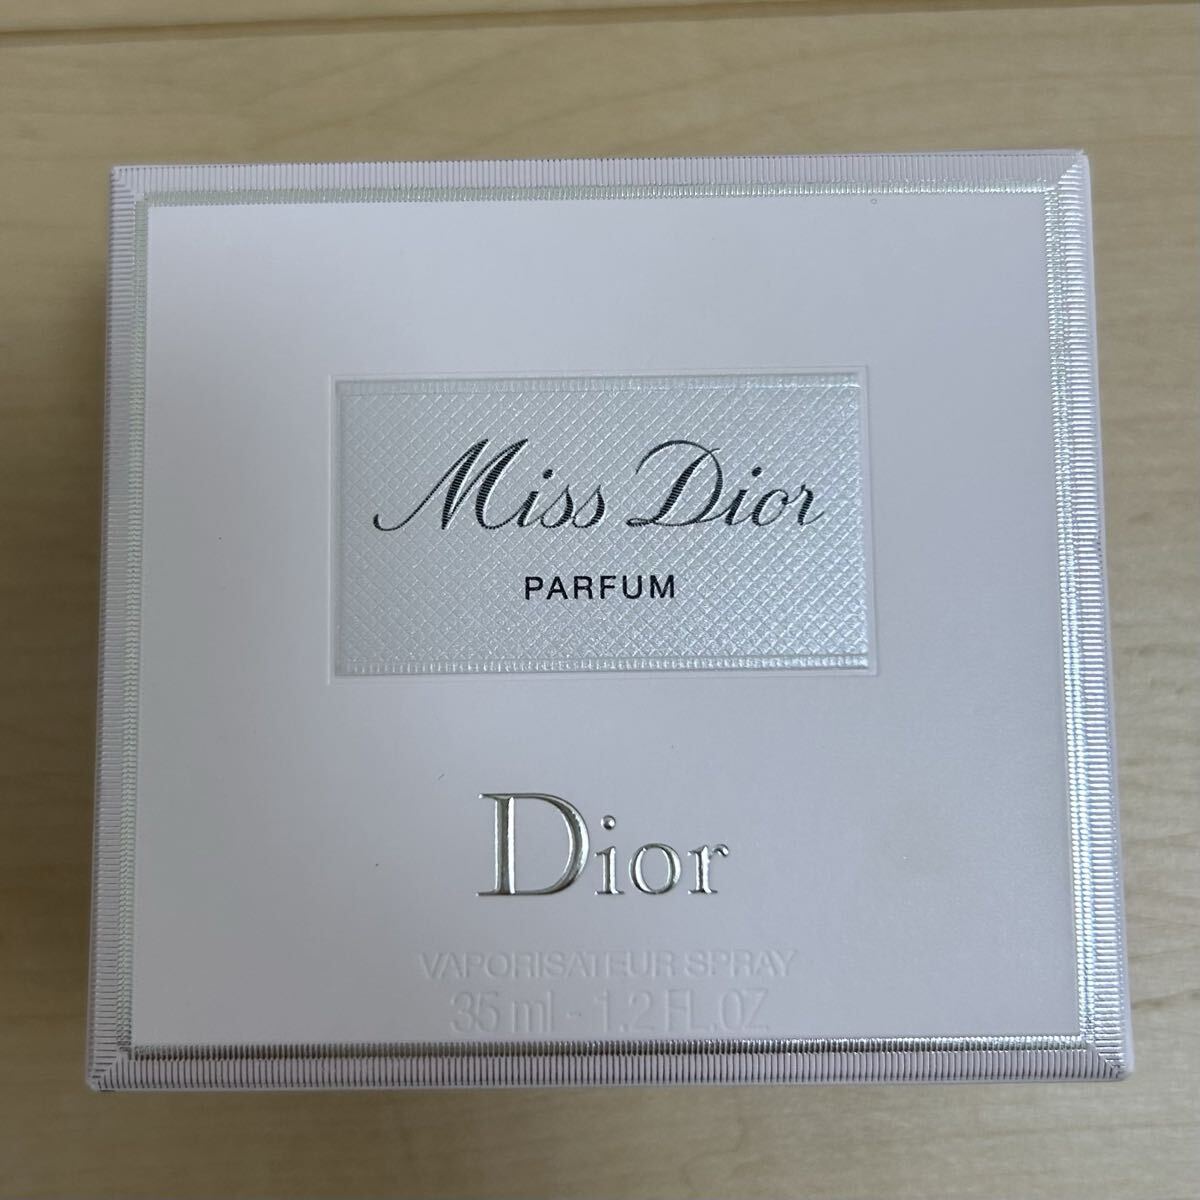 Miss Dior
PARFUM
Dior
VAPORISATEUR SPRAY
35 ml - 1.2 FL.OZ